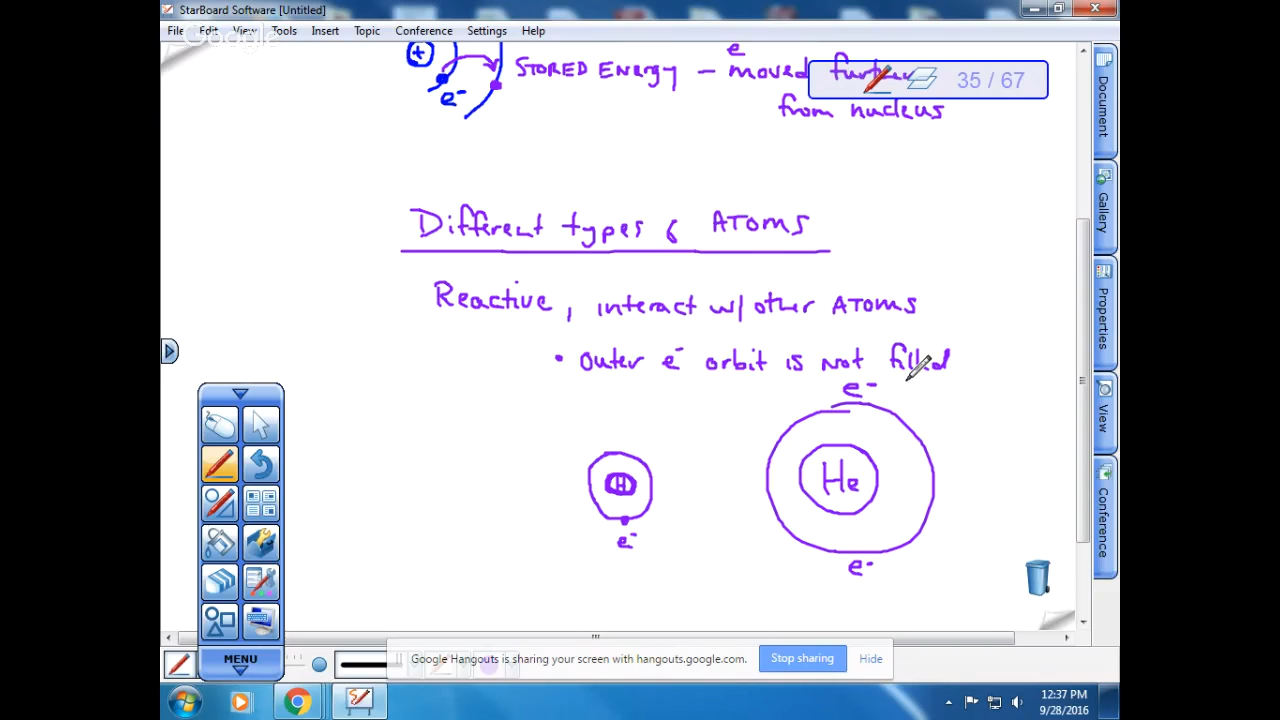 StarBoard Software [Untitled]
File Edit View Tools Insert Topic Conference Settings Help
Google
35 / 67
+
e
STORED Energy – moved further
e⁻
from nucleus
Different types of ATOMS
Reactive, interact w/ other ATOMS
• outer e⁻ orbit is not filled
e⁻
H
He
e⁻
e⁻
Document
Gallery
Properties
View
Conference
MENU
Google Hangouts is sharing your screen with hangouts.google.com.
Stop sharing
Hide
12:37 PM
9/28/2016